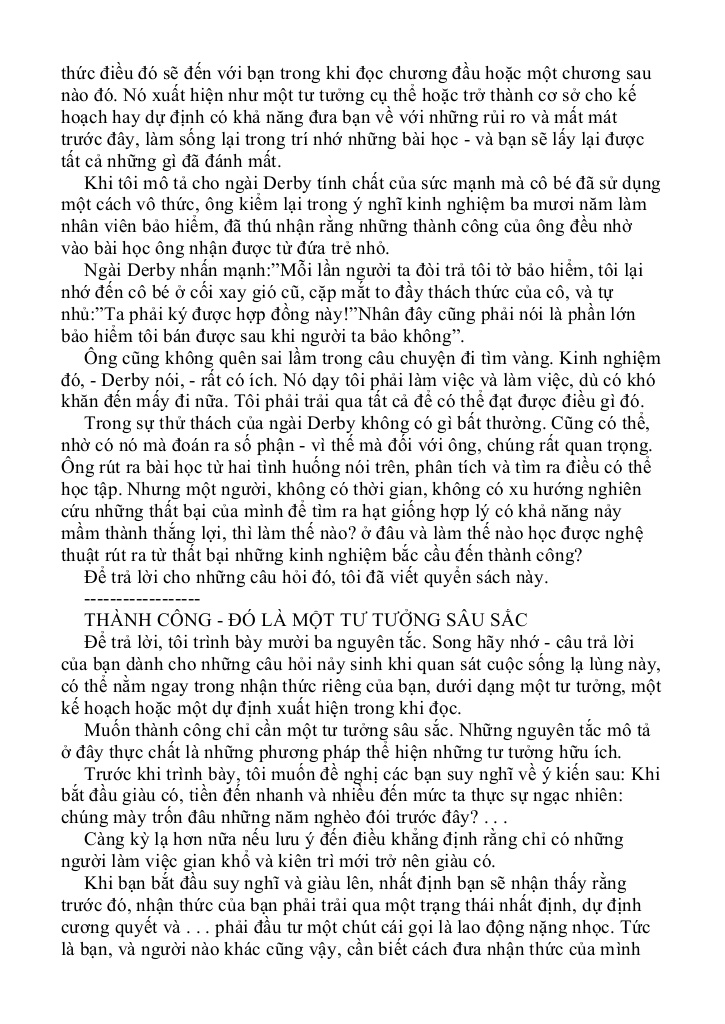 thức điều đó sẽ đến với bạn trong khi đọc chương đầu hoặc một chương sau
nào đó. Nó xuất hiện như một tư tưởng cụ thể hoặc trở thành cơ sở cho kế
hoạch hay dự định có khả năng đưa bạn về với những rủi ro và mất mát
trước đây, làm sống lại trong trí nhớ những bài học - và bạn sẽ lấy lại được
tất cả những gì đã đánh mất.
Khi tôi mô tả cho ngài Derby tính chất của sức mạnh mà cô bé đã sử dụng
một cách vô thức, ông kiểm lại trong ý nghĩ kinh nghiệm ba mươi năm làm
nhân viên bảo hiểm, đã thú nhận rằng những thành công của ông đều nhờ
vào bài học ông nhận được từ đứa trẻ nhỏ.
Ngài Derby nhấn mạnh:”Mỗi lần người ta đòi trả tôi tờ bảo hiểm, tôi lại
nhớ đến cô bé ở cối xay gió cũ, cặp mắt to đầy thách thức của cô, và tự
nhủ:”Ta phải ký được hợp đồng này!”Nhân đây cũng phải nói là phần lớn
bảo hiểm tôi bán được sau khi người ta bảo không”.
Ông cũng không quên sai lầm trong câu chuyện đi tìm vàng. Kinh nghiệm
đó, - Derby nói, - rất có ích. Nó dạy tôi phải làm việc và làm việc, dù có khó
khăn đến mấy đi nữa. Tôi phải trải qua tất cả để có thể đạt được điều gì đó.
Trong sự thử thách của ngài Derby không có gì bất thường. Cũng có thể,
nhờ có nó mà đoán ra số phận - vì thế mà đối với ông, chúng rất quan trọng.
Ông rút ra bài học từ hai tình huống nói trên, phân tích và tìm ra điều có thể
học tập. Nhưng một người, không có thời gian, không có xu hướng nghiên
cứu những thất bại của mình để tìm ra hạt giống hợp lý có khả năng nảy
mầm thành thắng lợi, thì làm thế nào? ở đâu và làm thế nào học được nghệ
thuật rút ra từ thất bại những kinh nghiệm bắc cầu đến thành công?
Để trả lời cho những câu hỏi đó, tôi đã viết quyển sách này.
------------------
THÀNH CÔNG - ĐÓ LÀ MỘT TƯ TƯỞNG SÂU SẮC
Để trả lời, tôi trình bày mười ba nguyên tắc. Song hãy nhớ - câu trả lời
của bạn dành cho những câu hỏi nảy sinh khi quan sát cuộc sống lạ lùng này,
có thể nằm ngay trong nhận thức riêng của bạn, dưới dạng một tư tưởng, một
kế hoạch hoặc một dự định xuất hiện trong khi đọc.
Muốn thành công chỉ cần một tư tưởng sâu sắc. Những nguyên tắc mô tả
ở đây thực chất là những phương pháp thể hiện những tư tưởng hữu ích.
Trước khi trình bày, tôi muốn đề nghị các bạn suy nghĩ về ý kiến sau: Khi
bắt đầu giàu có, tiền đến nhanh và nhiều đến mức ta thực sự ngạc nhiên:
chúng mày trốn đâu những năm nghèo đói trước đây? . . .
Càng kỳ lạ hơn nữa nếu lưu ý đến điều khẳng định rằng chỉ có những
người làm việc gian khổ và kiên trì mới trở nên giàu có.
Khi bạn bắt đầu suy nghĩ và giàu lên, nhất định bạn sẽ nhận thấy rằng
trước đó, nhận thức của bạn phải trải qua một trạng thái nhất định, dự định
cương quyết và . . . phải đầu tư một chút cái gọi là lao động nặng nhọc. Tức
là bạn, và người nào khác cũng vậy, cần biết cách đưa nhận thức của mình